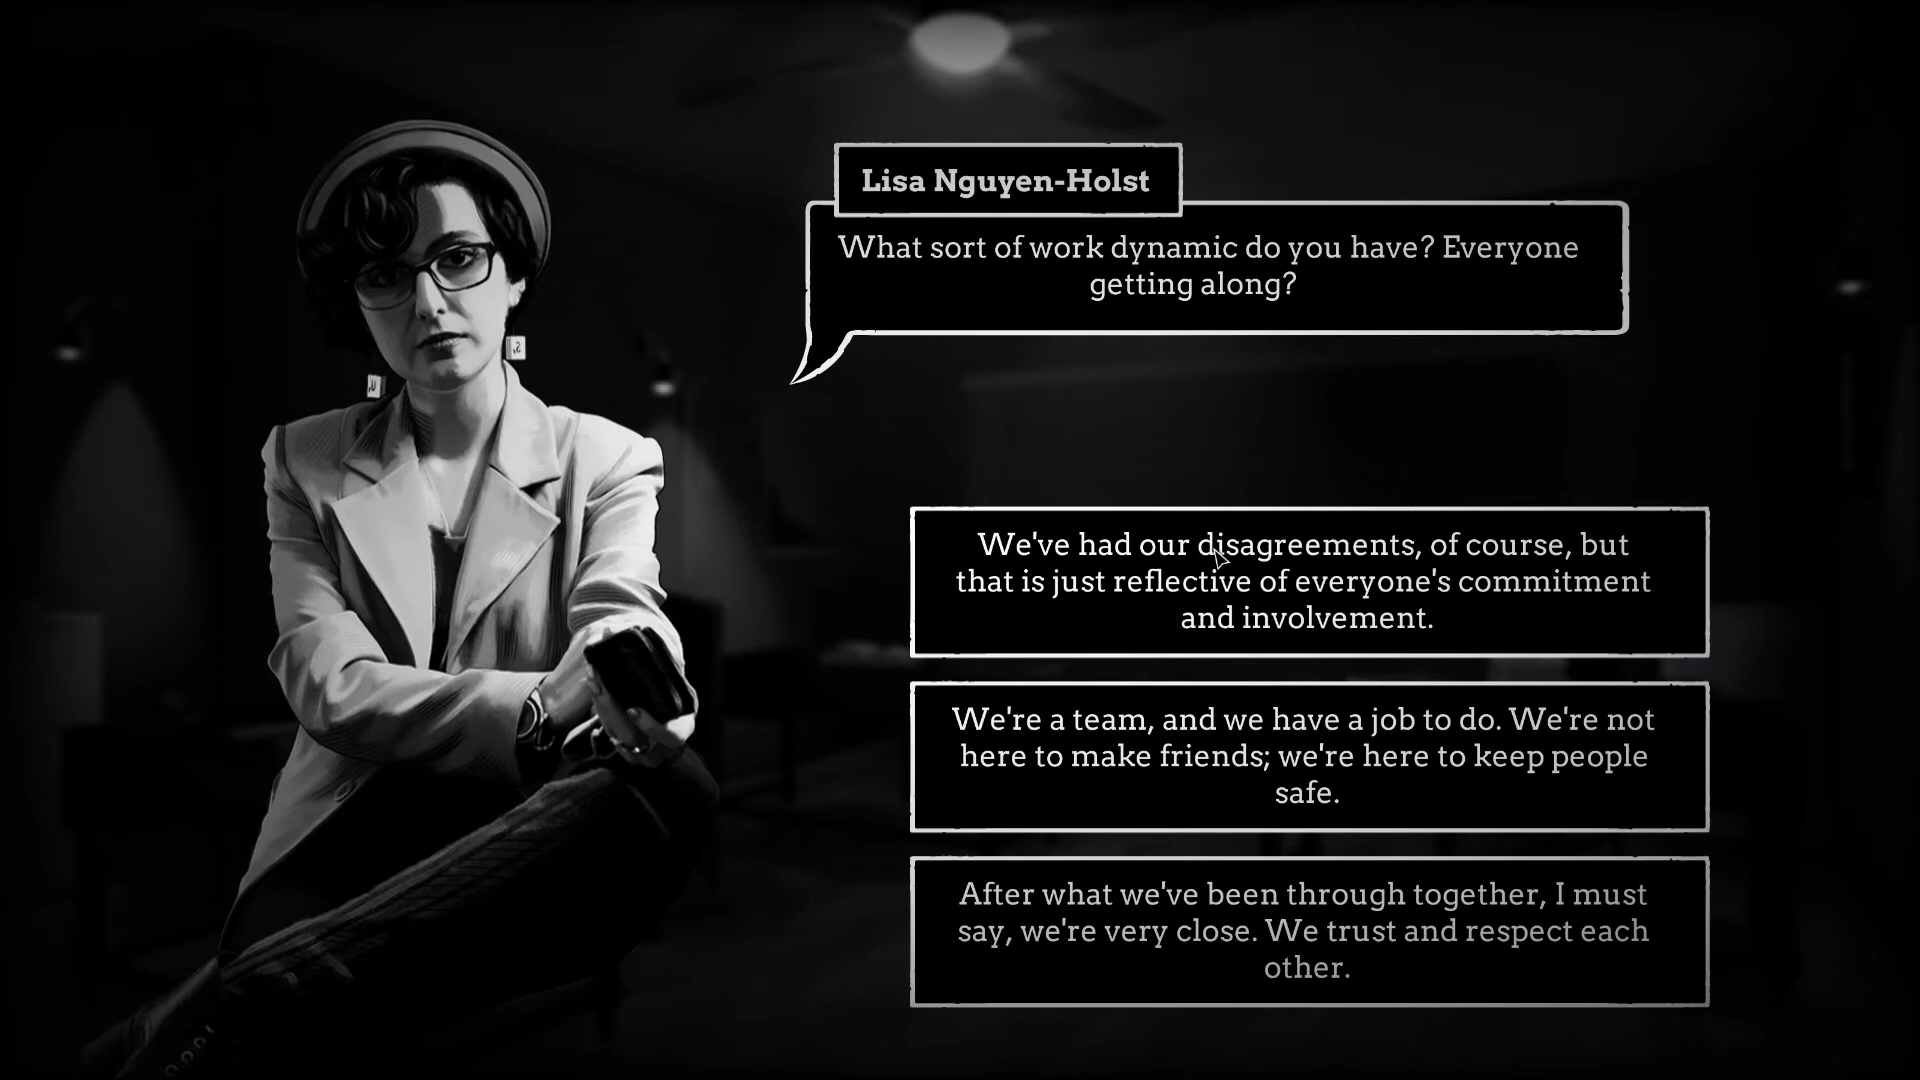 Lisa Nguyen-Holst
What sort of work dynamic do you have? Everyone
getting along?
We've had our disagreements, of course, but
that is just reflective of everyone's commitment
and involvement.
We're a team, and we have a job to do. We're not
here to make friends; we're here to keep people
safe.
After what we've been through together, I must
say, we're very close. We trust and respect each
other.